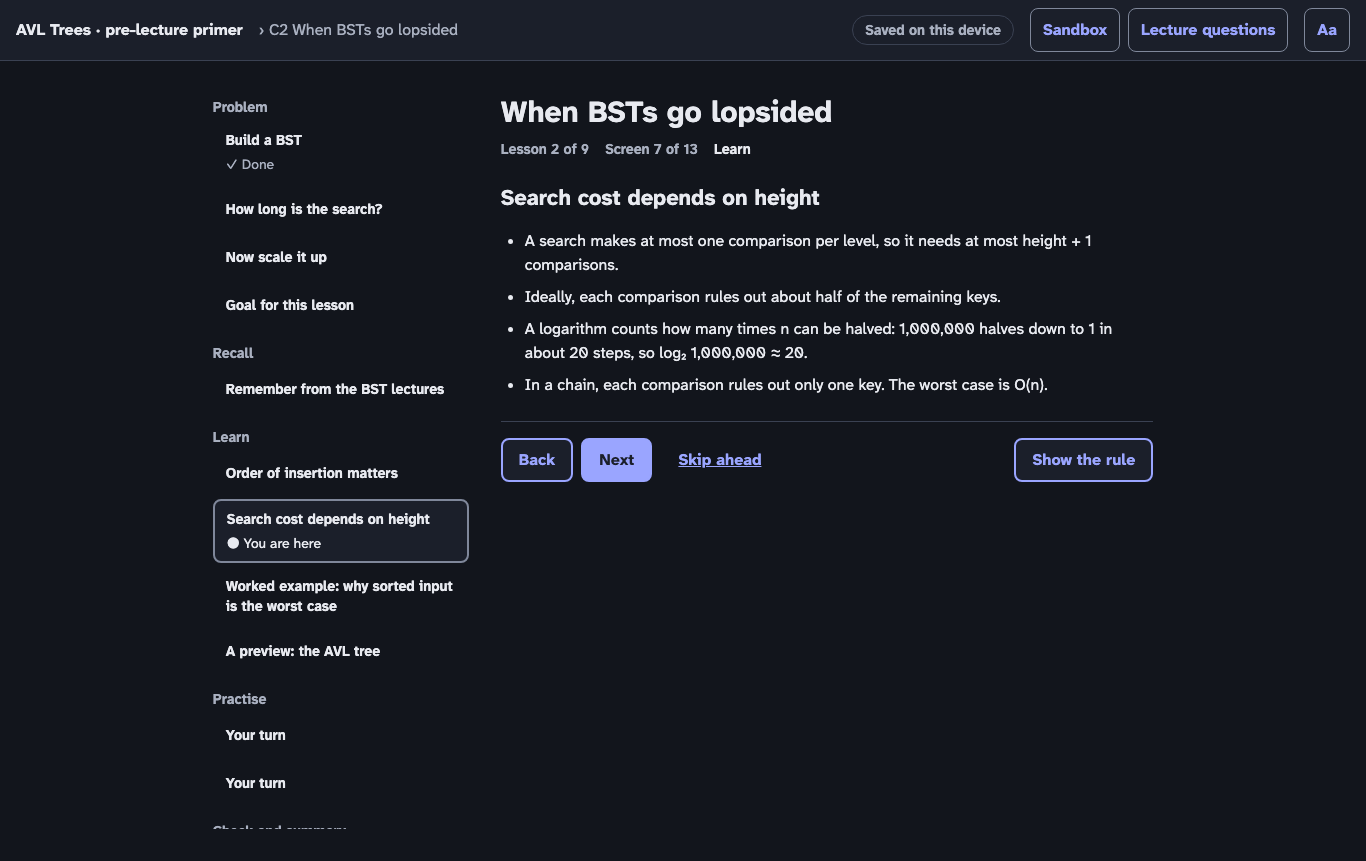 AVL Trees · pre-lecture primer › C2 When BSTs go lopsided
Saved on this device
Sandbox
Lecture questions
Aa
Problem
Build a BST
✓ Done
How long is the search?
Now scale it up
Goal for this lesson
Recall
Remember from the BST lectures
Learn
Order of insertion matters
Search cost depends on height
You are here
Worked example: why sorted input
is the worst case
A preview: the AVL tree
Practise
Your turn
Your turn
When BSTs go lopsided
Lesson 2 of 9 Screen 7 of 13 Learn
Search cost depends on height
• A search makes at most one comparison per level, so it needs at most height + 1
comparisons.
• Ideally, each comparison rules out about half of the remaining keys.
• A logarithm counts how many times n can be halved: 1,000,000 halves down to 1 in
about 20 steps, so log₂ 1,000,000 ≈ 20.
• In a chain, each comparison rules out only one key. The worst case is O(n).
Back
Next
Skip ahead
Show the rule